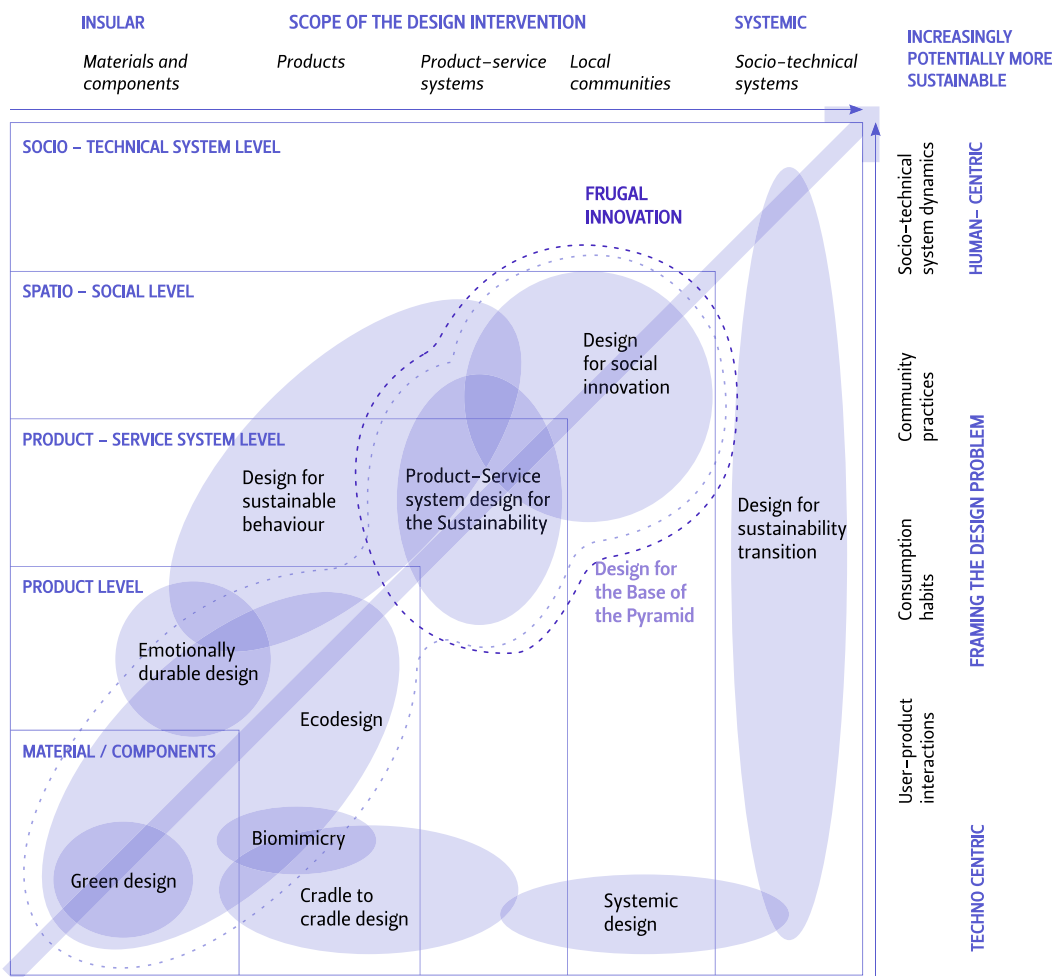 INSULAR
SCOPE OF THE DESIGN INTERVENTION
SYSTEMIC
INCREASINGLY
POTENTIALLY MORE
SUSTAINABLE
Materials and
components
Products
Product–service
systems
Local
communities
Socio–technical
systems
SOCIO – TECHNICAL SYSTEM LEVEL
FRUGAL
INNOVATION
SPATIO – SOCIAL LEVEL
Design
for social
innovation
PRODUCT – SERVICE SYSTEM LEVEL
Design for
sustainable
behaviour
Product–Service
system design for
the Sustainability
Design for
sustainability
transition
PRODUCT LEVEL
Design for
the Base of
the Pyramid
Emotionally
durable design
Ecodesign
MATERIAL / COMPONENTS
Biomimicry
Green design
Cradle to
cradle design
Systemic
design
Socio–technical
system dynamics
HUMAN– CENTRIC
Community
practices
Consumption
habits
FRAMING THE DESIGN PROBLEM
User–product
interactions
TECHNO CENTRIC